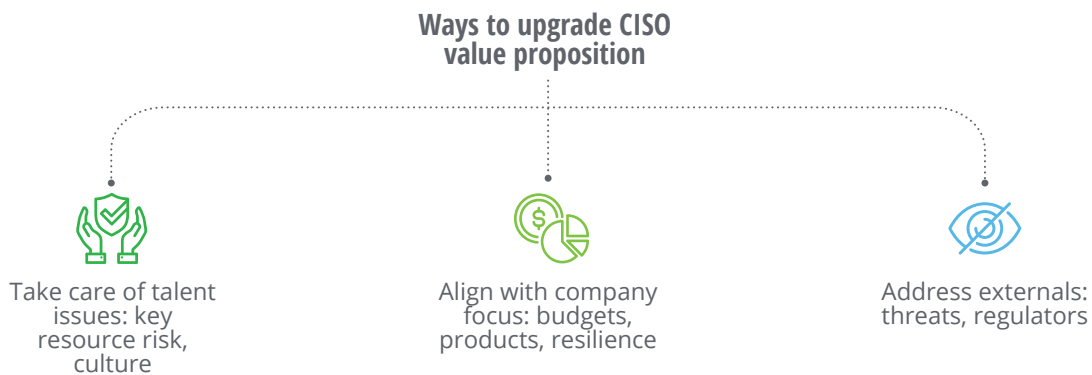 Ways to upgrade CISO
value proposition
Take care of talent
issues: key
resource risk,
culture
Align with company
focus: budgets,
products, resilience
Address externals:
threats, regulators
$